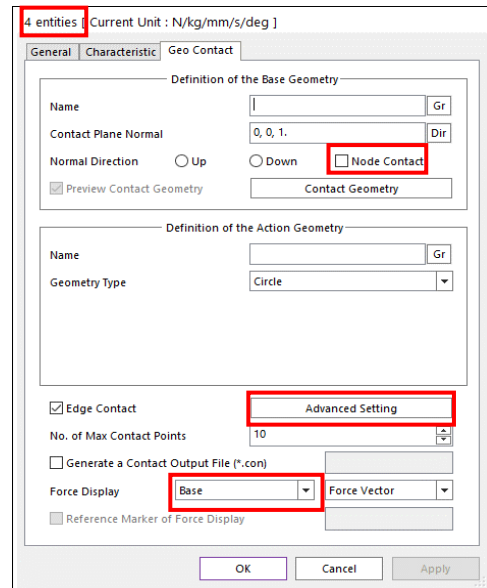 4 entities [ Current Unit : N/kg/mm/s/deg ]
General Characteristic Geo Contact
Definition of the Base Geometry
Name Gr
Contact Plane Normal 0, 0, 1. Dir
Normal Direction Up Down Node Contact
Preview Contact Geometry Contact Geometry
Definition of the Action Geometry
Name Gr
Geometry Type Circle
Edge Contact Advanced Setting
No. of Max Contact Points 10
Generate a Contact Output File (*.con)
Force Display Base Force Vector
Reference Marker of Force Display
OK Cancel Apply